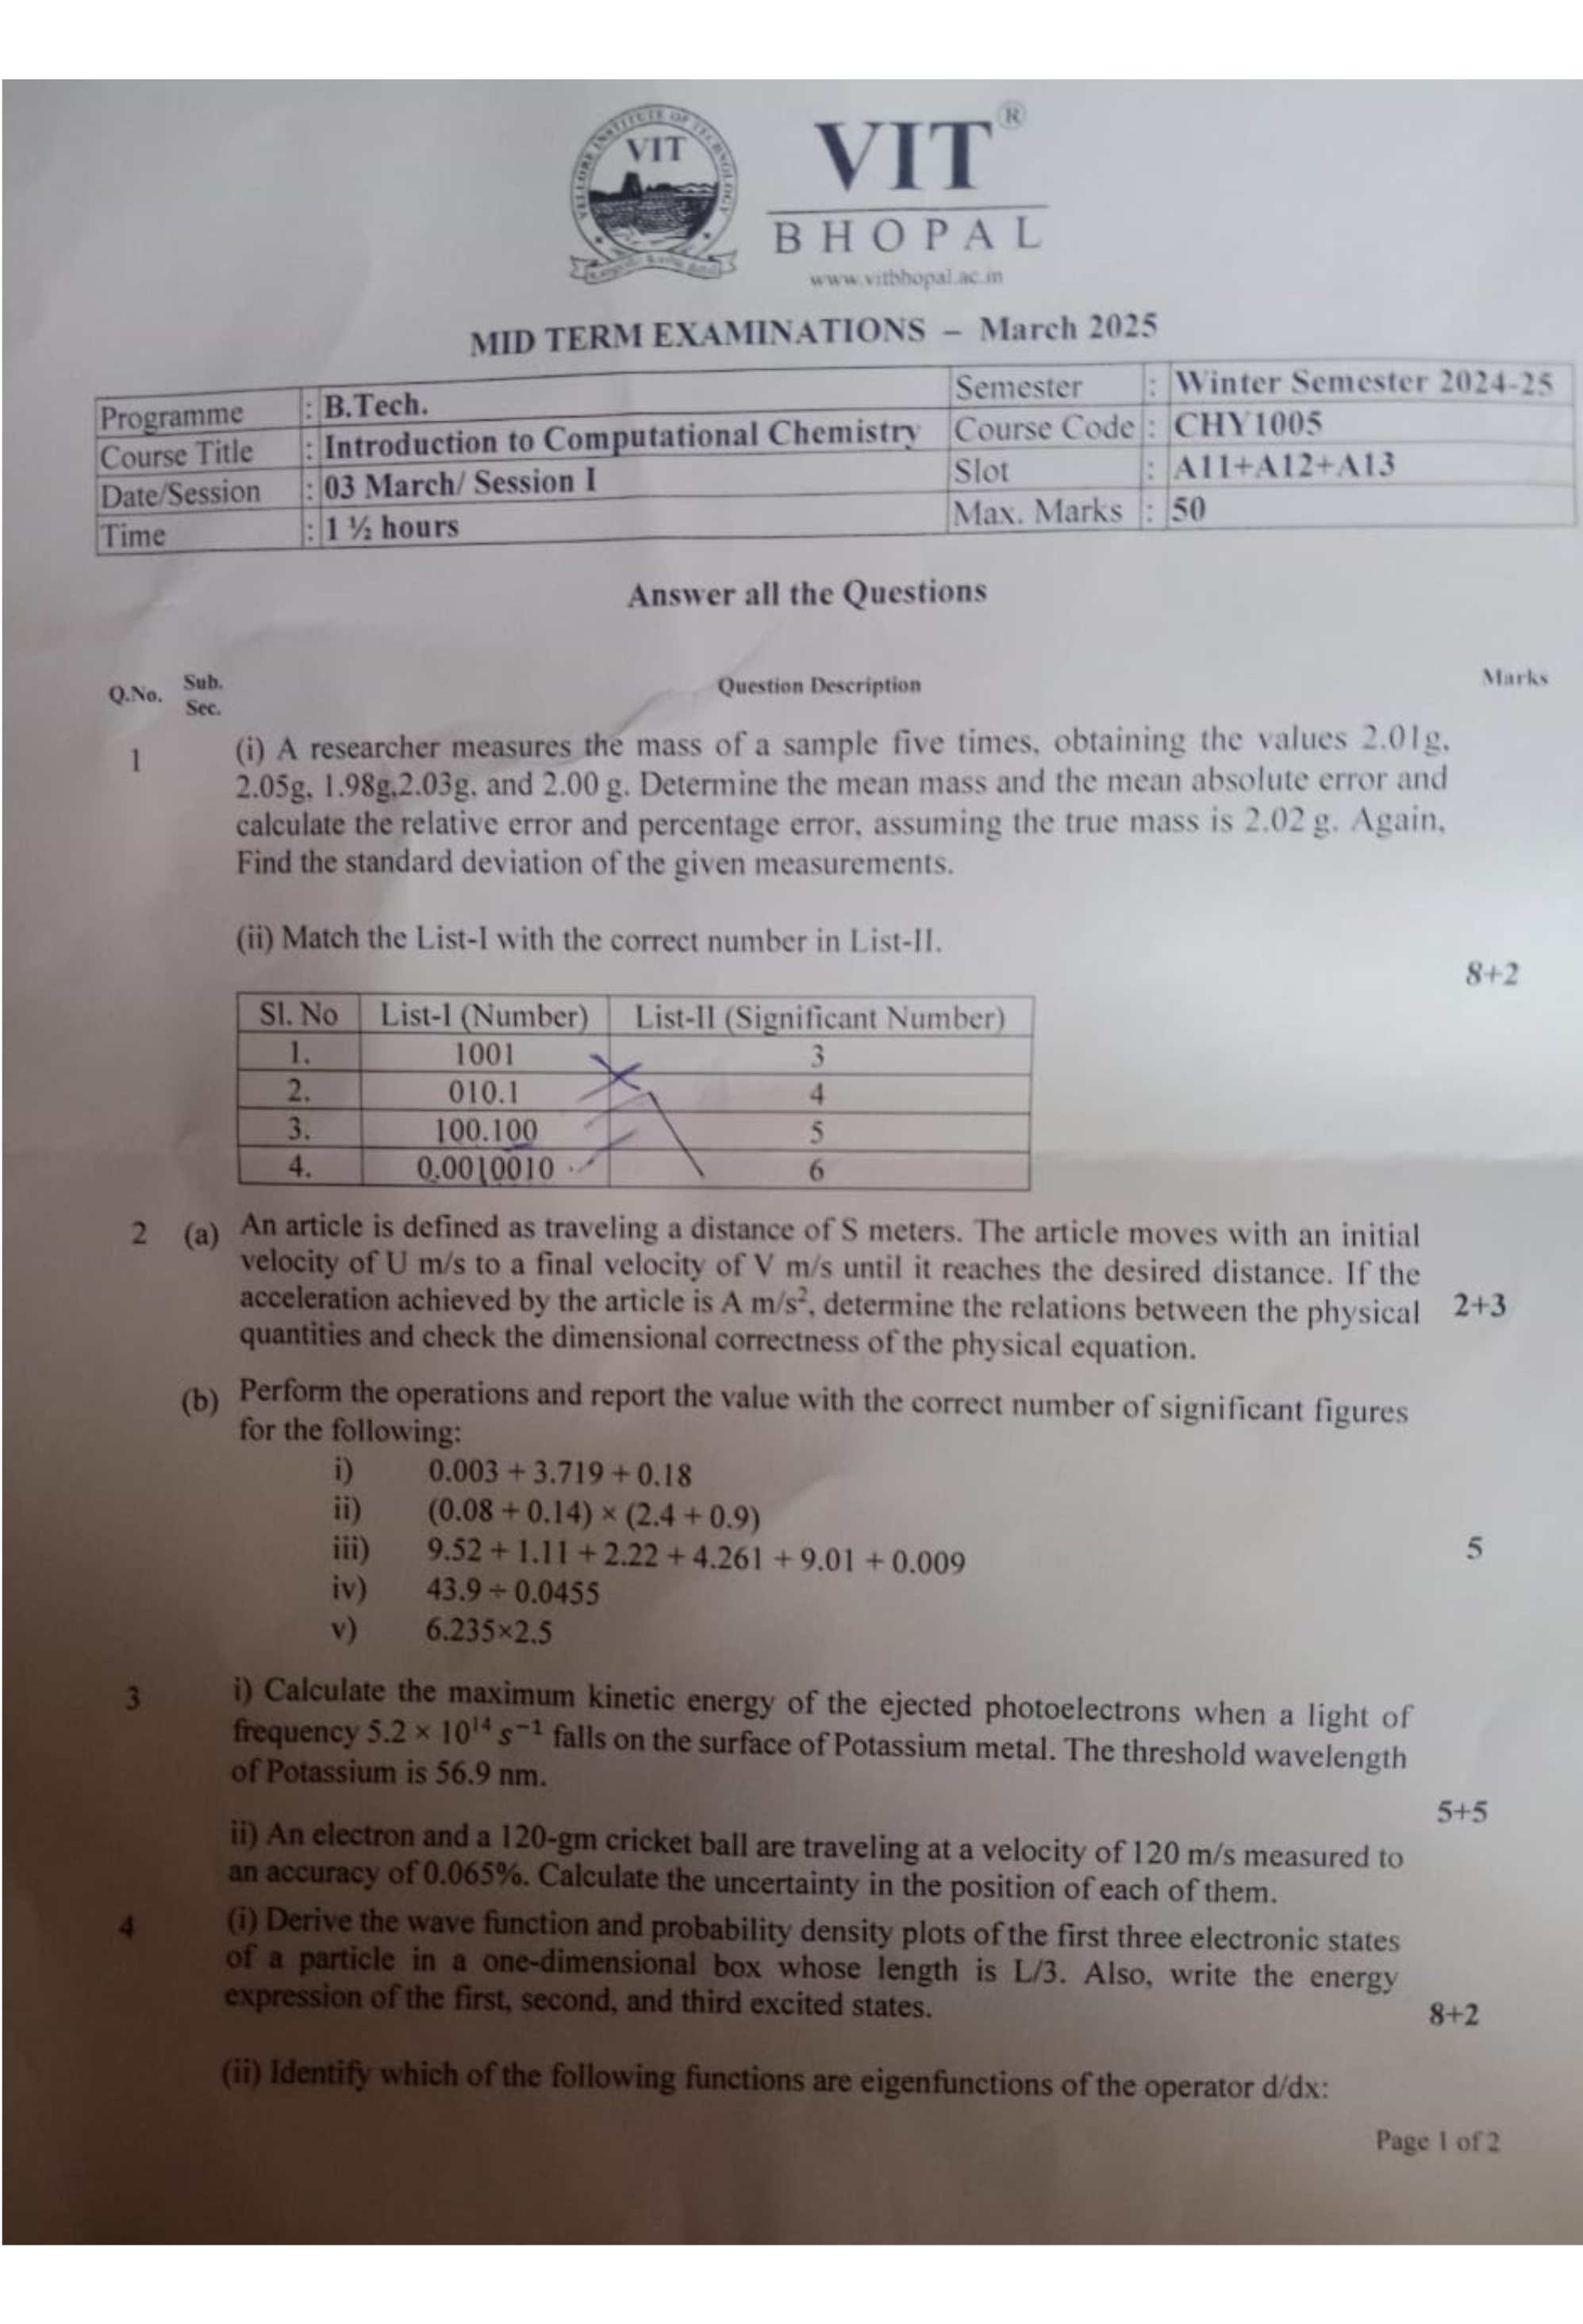 VELLORE INSTITUTE OF TECHNOLOGY
VIT
VIT®
BHOPAL
www.vitbhopal.ac.in
MID TERM EXAMINATIONS – March 2025
Programme : B.Tech. Semester : Winter Semester 2024-25
Course Title : Introduction to Computational Chemistry Course Code : CHY1005
Date/Session : 03 March/ Session I Slot : A11+A12+A13
Time : 1 ½ hours Max. Marks : 50
Answer all the Questions
Q.No. Sub. Sec. Question Description Marks
1 (i) A researcher measures the mass of a sample five times, obtaining the values 2.01g,
2.05g, 1.98g,2.03g, and 2.00 g. Determine the mean mass and the mean absolute error and
calculate the relative error and percentage error, assuming the true mass is 2.02 g. Again,
Find the standard deviation of the given measurements.
(ii) Match the List-I with the correct number in List-II.
8+2
Sl. No List-I (Number) List-II (Significant Number)
1. 1001 3
2. 010.1 4
3. 100.100 5
4. 0.0010010 6
2 (a) An article is defined as traveling a distance of S meters. The article moves with an initial
velocity of U m/s to a final velocity of V m/s until it reaches the desired distance. If the
acceleration achieved by the article is A m/s², determine the relations between the physical 2+3
quantities and check the dimensional correctness of the physical equation.
(b) Perform the operations and report the value with the correct number of significant figures
for the following:
i) 0.003 + 3.719 + 0.18
ii) (0.08 + 0.14) × (2.4 + 0.9)
iii) 9.52 + 1.11 + 2.22 + 4.261 + 9.01 + 0.009 5
iv) 43.9 ÷ 0.0455
v) 6.235×2.5
3 i) Calculate the maximum kinetic energy of the ejected photoelectrons when a light of
frequency 5.2 × 10¹⁴ s⁻¹ falls on the surface of Potassium metal. The threshold wavelength
of Potassium is 56.9 nm.
5+5
ii) An electron and a 120-gm cricket ball are traveling at a velocity of 120 m/s measured to
an accuracy of 0.065%. Calculate the uncertainty in the position of each of them.
4 (i) Derive the wave function and probability density plots of the first three electronic states
of a particle in a one-dimensional box whose length is L/3. Also, write the energy
expression of the first, second, and third excited states.
8+2
(ii) Identify which of the following functions are eigenfunctions of the operator d/dx:
Page 1 of 2